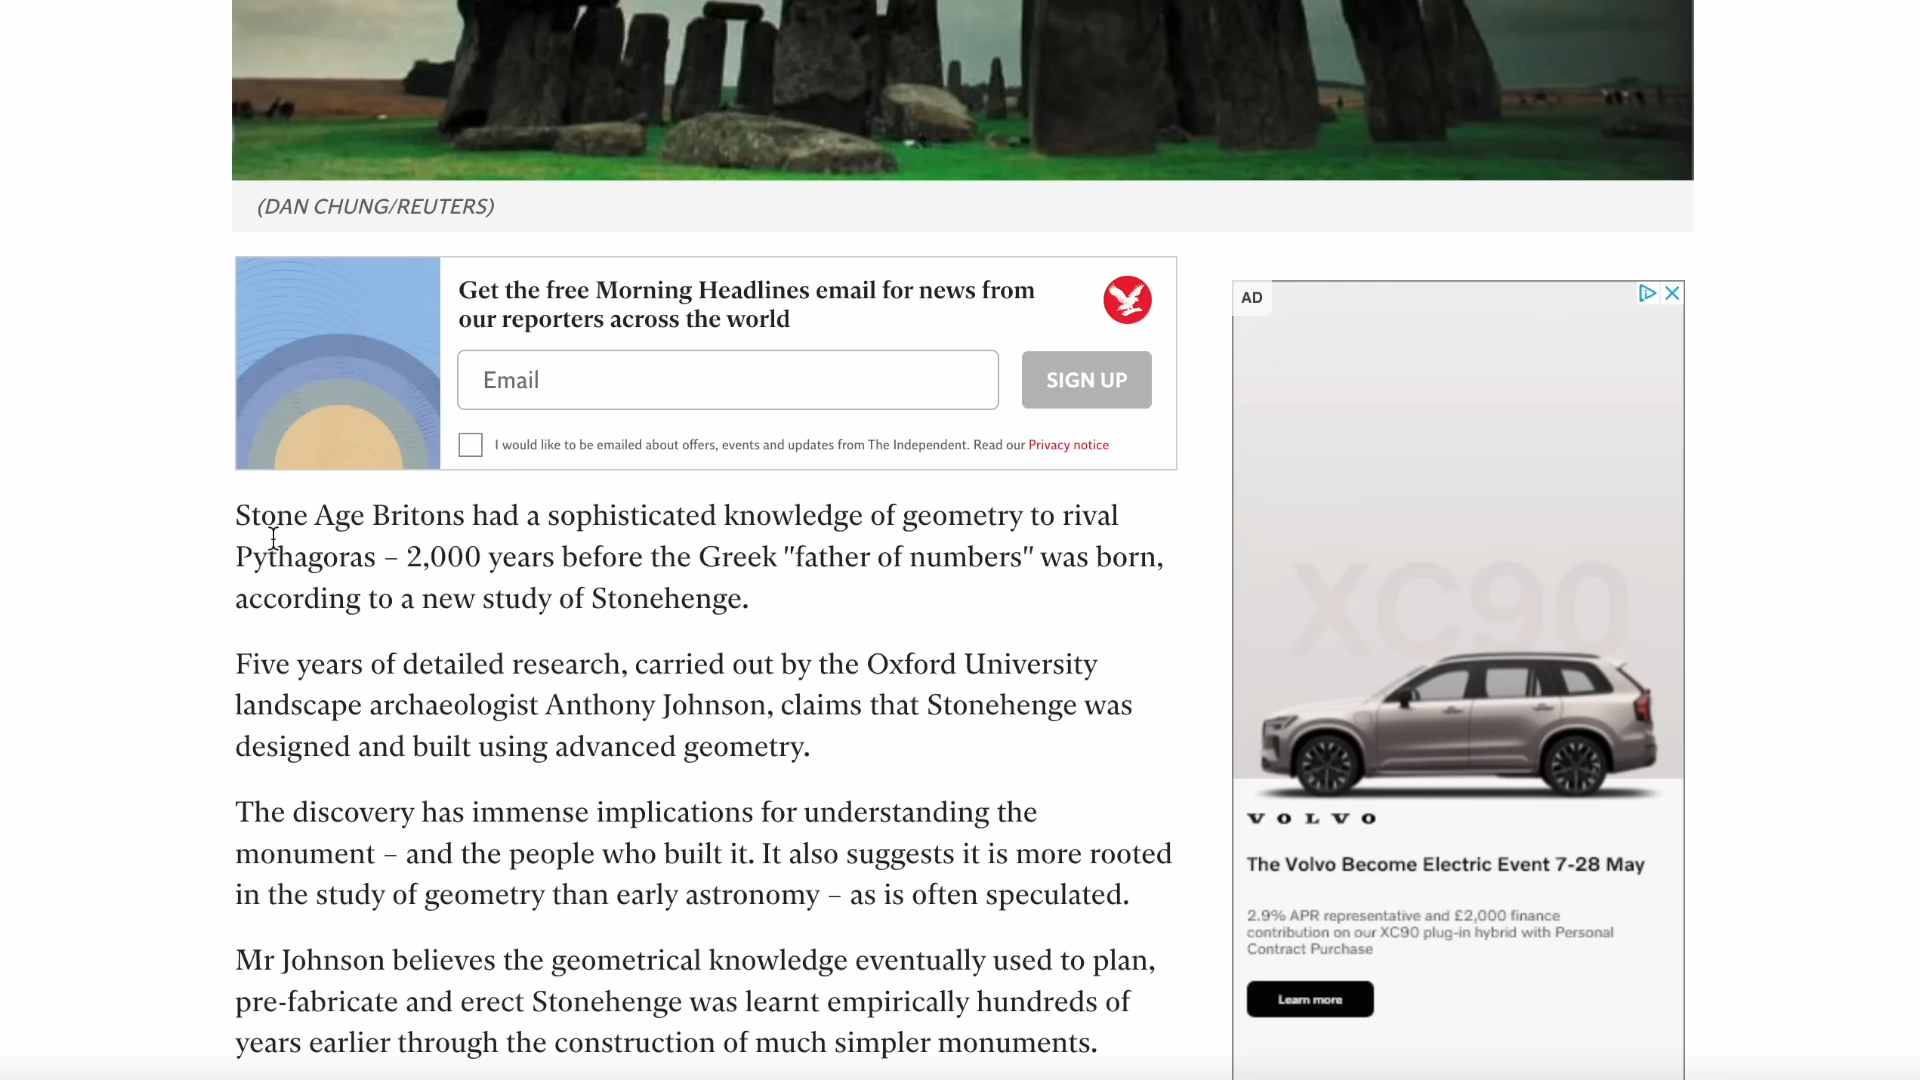 (DAN CHUNG/REUTERS)
Get the free Morning Headlines email for news from
our reporters across the world
Email
SIGN UP
I would like to be emailed about offers, events and updates from The Independent. Read our Privacy notice
Stone Age Britons had a sophisticated knowledge of geometry to rival
Pythagoras – 2,000 years before the Greek "father of numbers" was born,
according to a new study of Stonehenge.
Five years of detailed research, carried out by the Oxford University
landscape archaeologist Anthony Johnson, claims that Stonehenge was
designed and built using advanced geometry.
The discovery has immense implications for understanding the
monument – and the people who built it. It also suggests it is more rooted
in the study of geometry than early astronomy – as is often speculated.
Mr Johnson believes the geometrical knowledge eventually used to plan,
pre-fabricate and erect Stonehenge was learnt empirically hundreds of
years earlier through the construction of much simpler monuments.
AD
XC90
VOLVO
The Volvo Become Electric Event 7-28 May
2.9% APR representative and £2,000 finance
contribution on our XC90 plug-in hybrid with Personal
Contract Purchase
Learn more